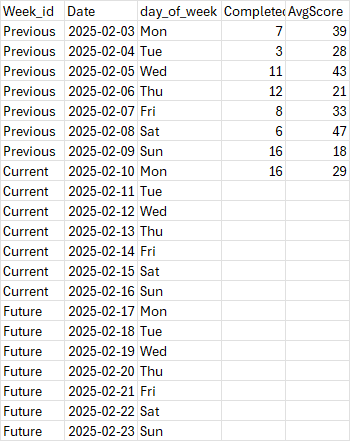 Week_id Date day_of_week Completed AvgScore
Previous 2025-02-03 Mon 7 39
Previous 2025-02-04 Tue 3 28
Previous 2025-02-05 Wed 11 43
Previous 2025-02-06 Thu 12 21
Previous 2025-02-07 Fri 8 33
Previous 2025-02-08 Sat 6 47
Previous 2025-02-09 Sun 16 18
Current 2025-02-10 Mon 16 29
Current 2025-02-11 Tue
Current 2025-02-12 Wed
Current 2025-02-13 Thu
Current 2025-02-14 Fri
Current 2025-02-15 Sat
Current 2025-02-16 Sun
Future 2025-02-17 Mon
Future 2025-02-18 Tue
Future 2025-02-19 Wed
Future 2025-02-20 Thu
Future 2025-02-21 Fri
Future 2025-02-22 Sat
Future 2025-02-23 Sun